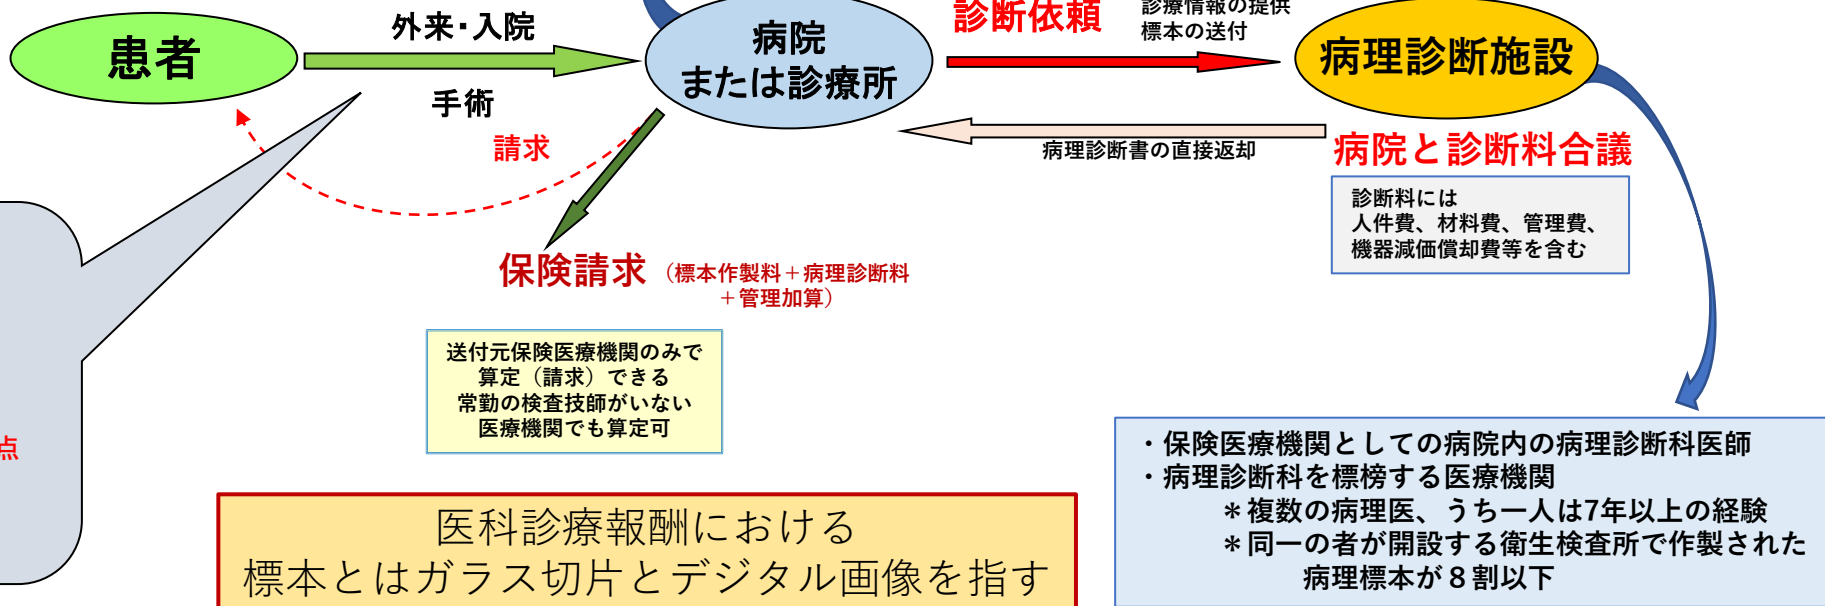 患者
外来・入院
手術
請求
病院
または診療所
診断依頼
診療情報の提供
標本の送付
病理診断施設
病理診断書の直接返却
病院と診断料合議
診断料には
人件費、材料費、管理費、
機器減価償却費等を含む
保険請求
（標本作製料＋病理診断料
＋管理加算）
送付元保険医療機関のみで
算定（請求）できる
常勤の検査技師がいない
医療機関でも算定可
点
医科診療報酬における
標本とはガラス切片とデジタル画像を指す
・保険医療機関としての病院内の病理診断科医師
・病理診断科を標榜する医療機関
＊複数の病理医、うち一人は7年以上の経験
＊同一の者が開設する衛生検査所で作製された
病理標本が８割以下